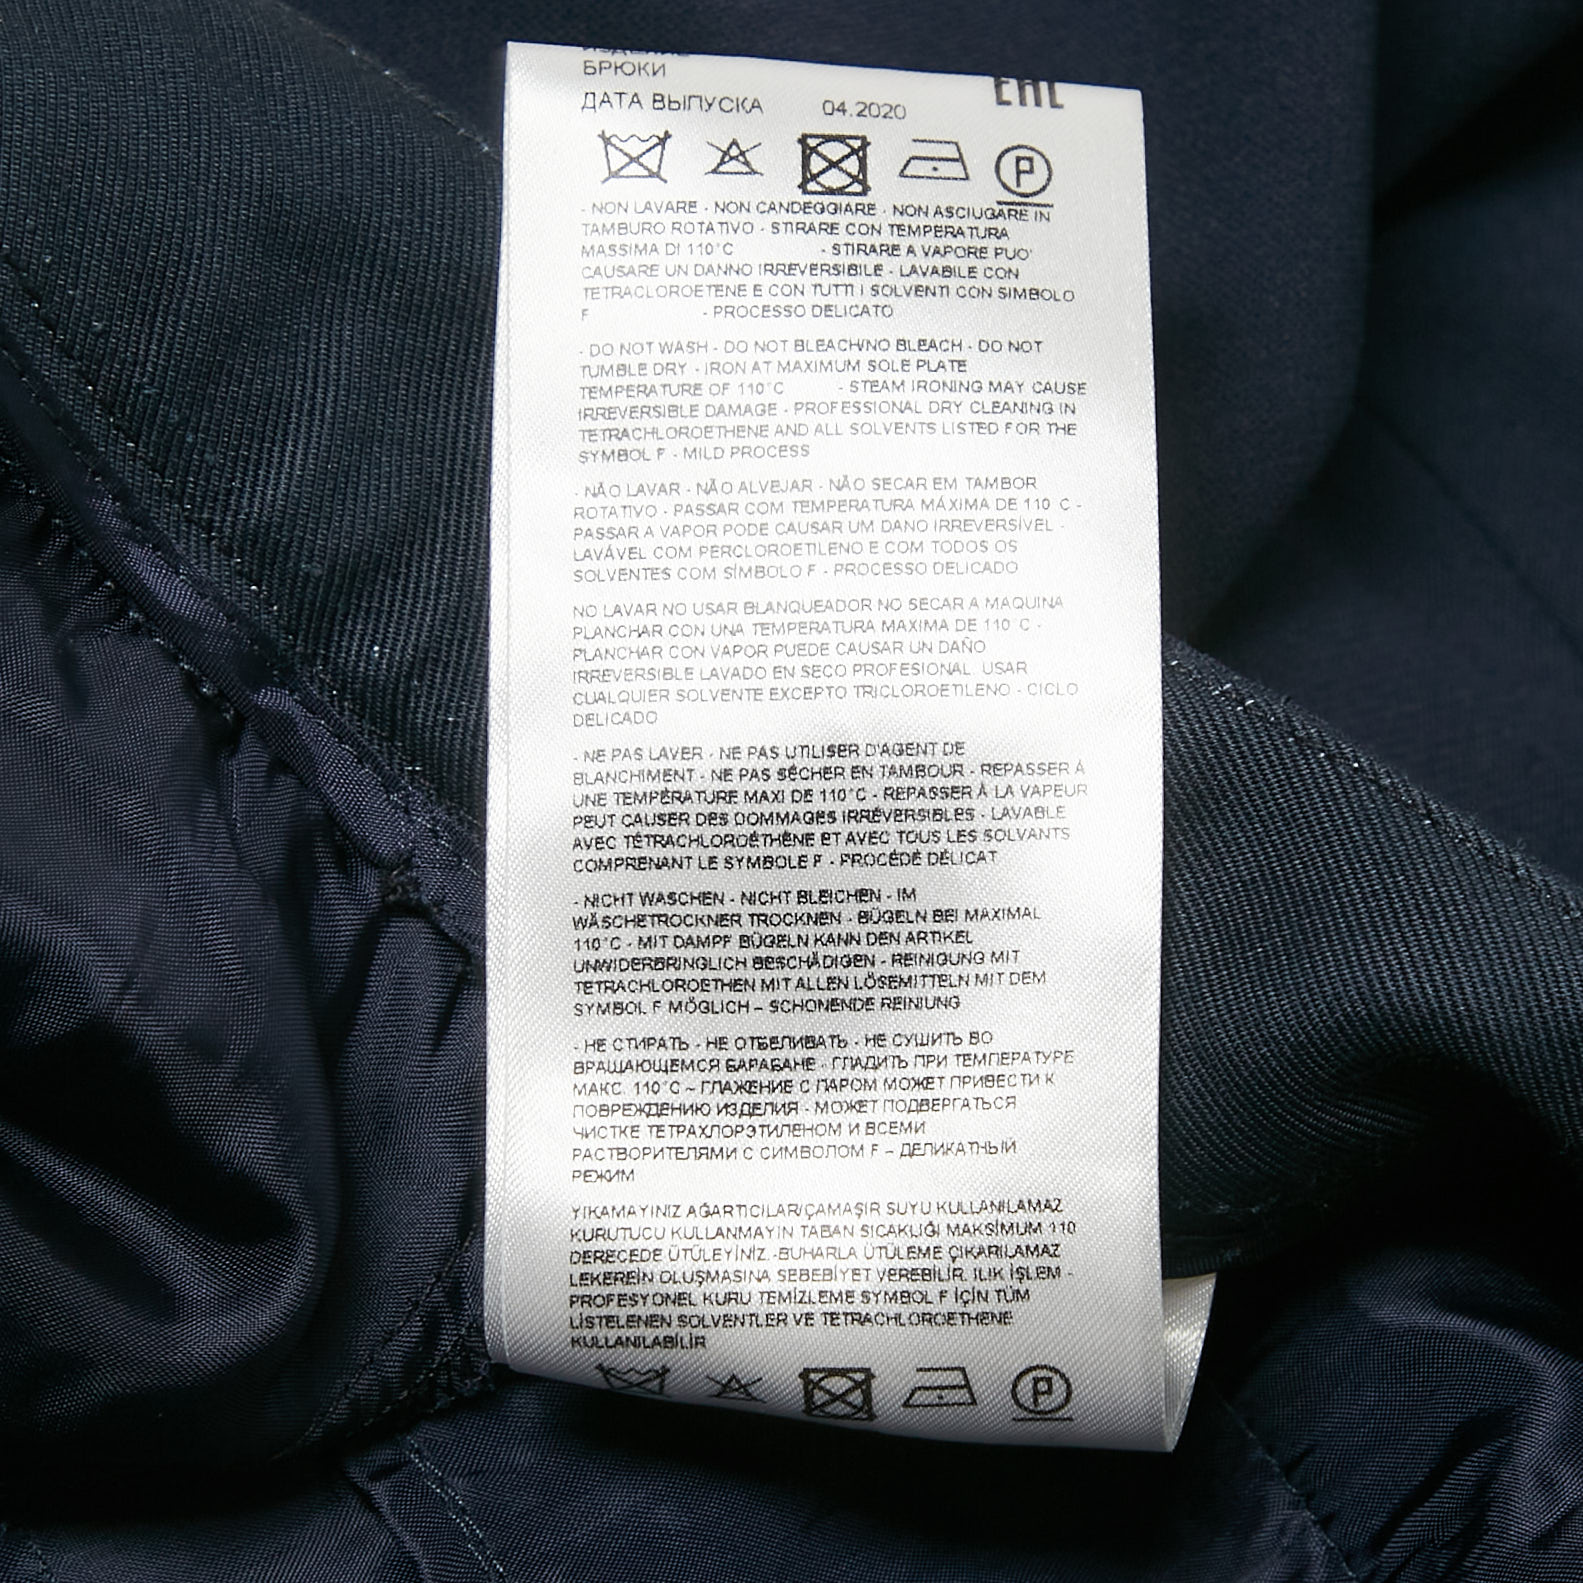 ИЗДЕЛИЕ
БРЮКИ
ДАТА ВЫПУСКА 04.2020
EAC
P
- NON LAVARE - NON CANDEGGIARE - NON ASCIUGARE IN
TAMBURO ROTATIVO - STIRARE CON TEMPERATURA
MASSIMA DI 110°C - STIRARE A VAPORE PUO'
CAUSARE UN DANNO IRREVERSIBILE - LAVABILE CON
TETRACLOROETENE E CON TUTTI I SOLVENTI CON SIMBOLO
F - PROCESSO DELICATO
- DO NOT WASH - DO NOT BLEACH/NO BLEACH - DO NOT
TUMBLE DRY - IRON AT MAXIMUM SOLE PLATE
TEMPERATURE OF 110°C - STEAM IRONING MAY CAUSE
IRREVERSIBLE DAMAGE - PROFESSIONAL DRY CLEANING IN
TETRACHLOROETHENE AND ALL SOLVENTS LISTED FOR THE
SYMBOL F - MILD PROCESS
- NÃO LAVAR - NÃO ALVEJAR - NÃO SECAR EM TAMBOR
ROTATIVO - PASSAR COM TEMPERATURA MÁXIMA DE 110°C -
PASSAR A VAPOR PODE CAUSAR UM DANO IRREVERSÍVEL -
LAVÁVEL COM PERCLOROETILENO E COM TODOS OS
SOLVENTES COM SÍMBOLO F - PROCESSO DELICADO
NO LAVAR NO USAR BLANQUEADOR NO SECAR A MAQUINA
PLANCHAR CON UNA TEMPERATURA MAXIMA DE 110°C -
PLANCHAR CON VAPOR PUEDE CAUSAR UN DAÑO
IRREVERSIBLE LAVADO EN SECO PROFESIONAL. USAR
CUALQUIER SOLVENTE EXCEPTO TRICLOROETILENO - CICLO
DELICADO
- NE PAS LAVER - NE PAS UTILISER D'AGENT DE
BLANCHIMENT - NE PAS SÉCHER EN TAMBOUR - REPASSER À
UNE TEMPÉRATURE MAXI DE 110°C - REPASSER À LA VAPEUR
PEUT CAUSER DES DOMMAGES IRRÉVERSIBLES - LAVABLE
AVEC TÉTRACHLOROÉTHÈNE ET AVEC TOUS LES SOLVANTS
COMPRENANT LE SYMBOLE F - PROCÉDÉ DÉLICAT
- NICHT WASCHEN - NICHT BLEICHEN - IM
WÄSCHETROCKNER TROCKNEN - BÜGELN BEI MAXIMAL
110°C - MIT DAMPF BÜGELN KANN DEN ARTIKEL
UNWIDERBRINGLICH BESCHÄDIGEN - REINIGUNG MIT
TETRACHLOROETHEN MIT ALLEN LÖSEMITTELN MIT DEM
SYMBOL F MÖGLICH – SCHONENDE REINIUNG
- НЕ СТИРАТЬ - НЕ ОТБЕЛИВАТЬ - НЕ СУШИТЬ ВО
ВРАЩАЮЩЕМСЯ БАРАБАНЕ - ГЛАДИТЬ ПРИ ТЕМПЕРАТУРЕ
МАКС. 110°C – ГЛАЖЕНИЕ С ПАРОМ МОЖЕТ ПРИВЕСТИ К
ПОВРЕЖДЕНИЮ ИЗДЕЛИЯ - МОЖЕТ ПОДВЕРГАТЬСЯ
ЧИСТКЕ ТЕТРАХЛОРЭТИЛЕНОМ И ВСЕМИ
РАСТВОРИТЕЛЯМИ С СИМВОЛОМ F – ДЕЛИКАТНЫЙ
РЕЖИМ
YIKAMAYINIZ AĞARTICILAR/ÇAMAŞIR SUYU KULLANILAMAZ
KURUTUCU KULLANMAYIN TABAN SICAKLIĞI MAKSİMUM 110
DERECEDE ÜTÜLEYİNİZ -BUHARLA ÜTÜLEME ÇIKARILAMAZ
LEKEREIN OLUŞMASINA SEBEBİYET VEREBİLİR. ILIK İŞLEM -
PROFESYONEL KURU TEMİZLEME SYMBOL F İÇİN TÜM
LİSTELENEN SOLVENTLER VE TETRACHLOROETHENE
KULLANILABİLİR
P